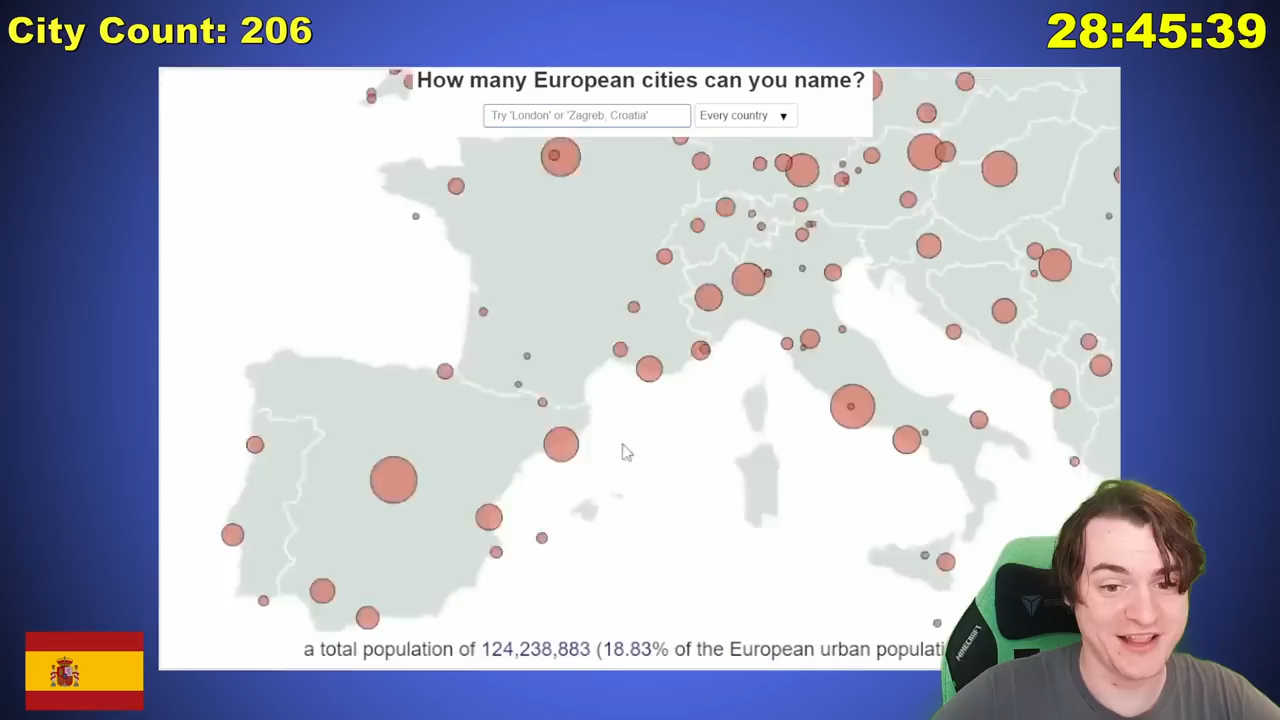 City Count: 206
28:45:39
How many European cities can you name?
Try 'London' or 'Zagreb, Croatia'
Every country ▼
a total population of 124,238,883 (18.83% of the European urban populati
MINECRAFT